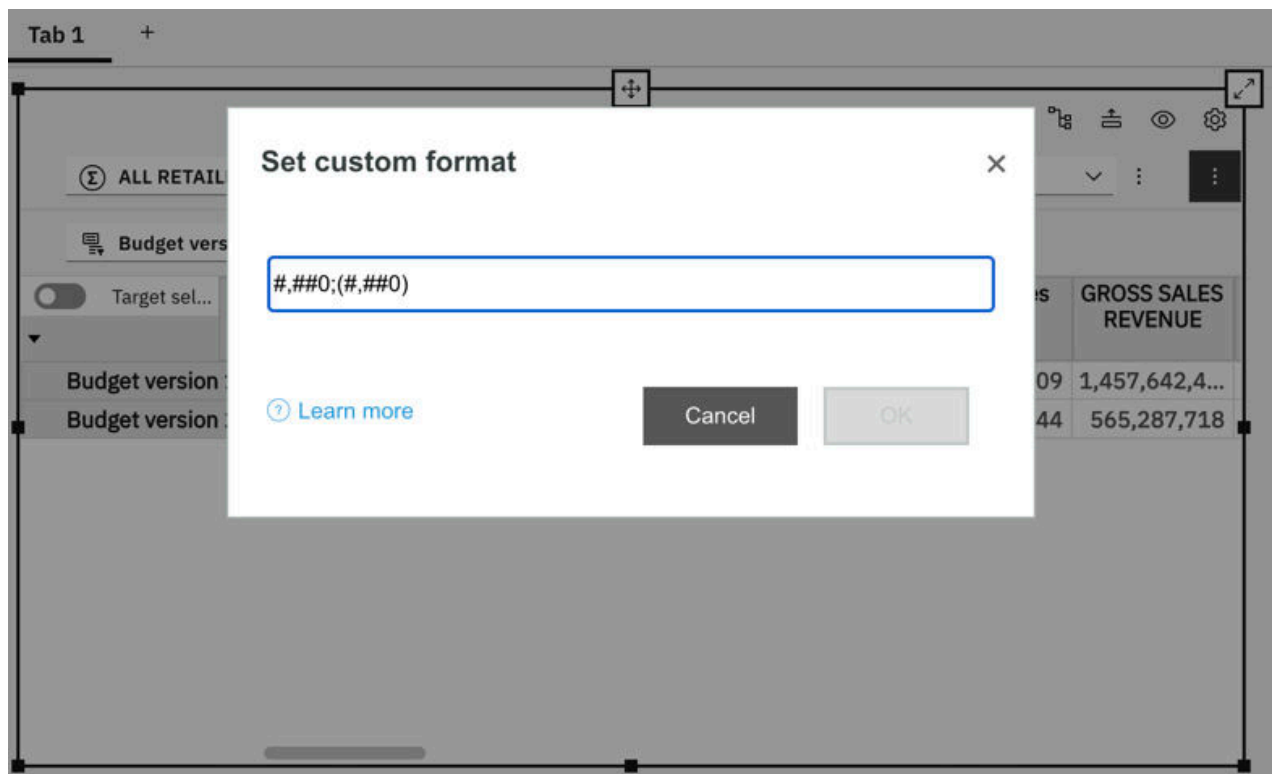 Tab 1 +
Set custom format
ALL RETAIL
Budget vers
#,##0;(#,##0)
Target sel...
es GROSS SALES
REVENUE
Budget version
09 1,457,642,4...
Learn more
Cancel
OK
Budget version
44 565,287,718